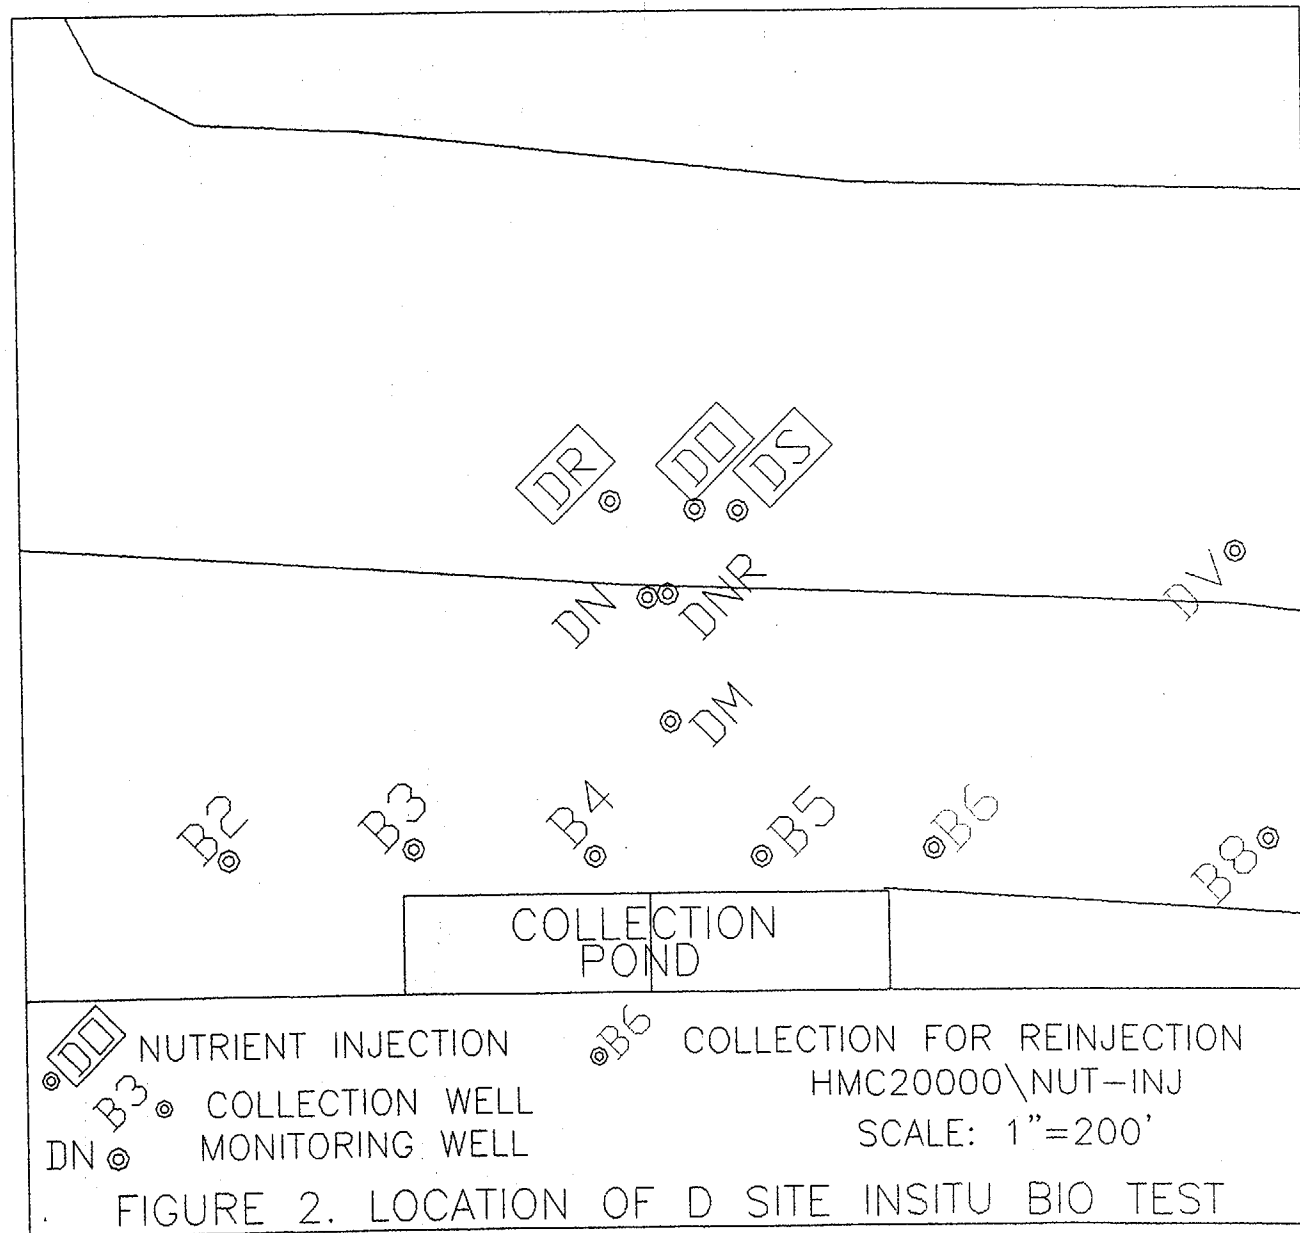 DR
DO
DS
DV
DN
DNR
DM
B2
B3
B4
B5
B6
B8
COLLECTION
POND
DO NUTRIENT INJECTION
B3 COLLECTION WELL
DN MONITORING WELL
B6 COLLECTION FOR REINJECTION
HMC20000\NUT-INJ
SCALE: 1"=200'
FIGURE 2. LOCATION OF D SITE INSITU BIO TEST